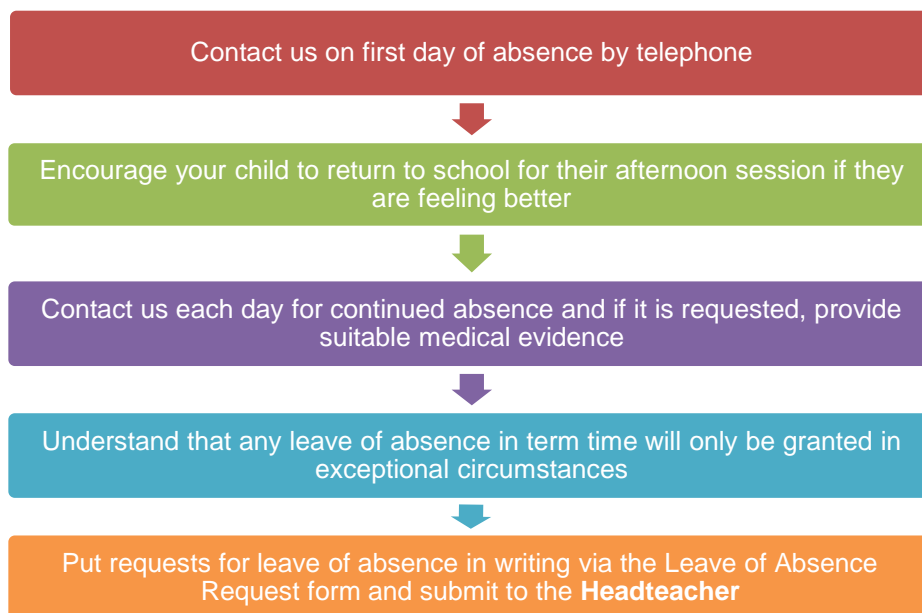 Contact us on first day of absence by telephone
Encourage your child to return to school for their afternoon session if they
are feeling better
Contact us each day for continued absence and if it is requested, provide
suitable medical evidence
Understand that any leave of absence in term time will only be granted in
exceptional circumstances
Put requests for leave of absence in writing via the Leave of Absence
Request form and submit to the Headteacher